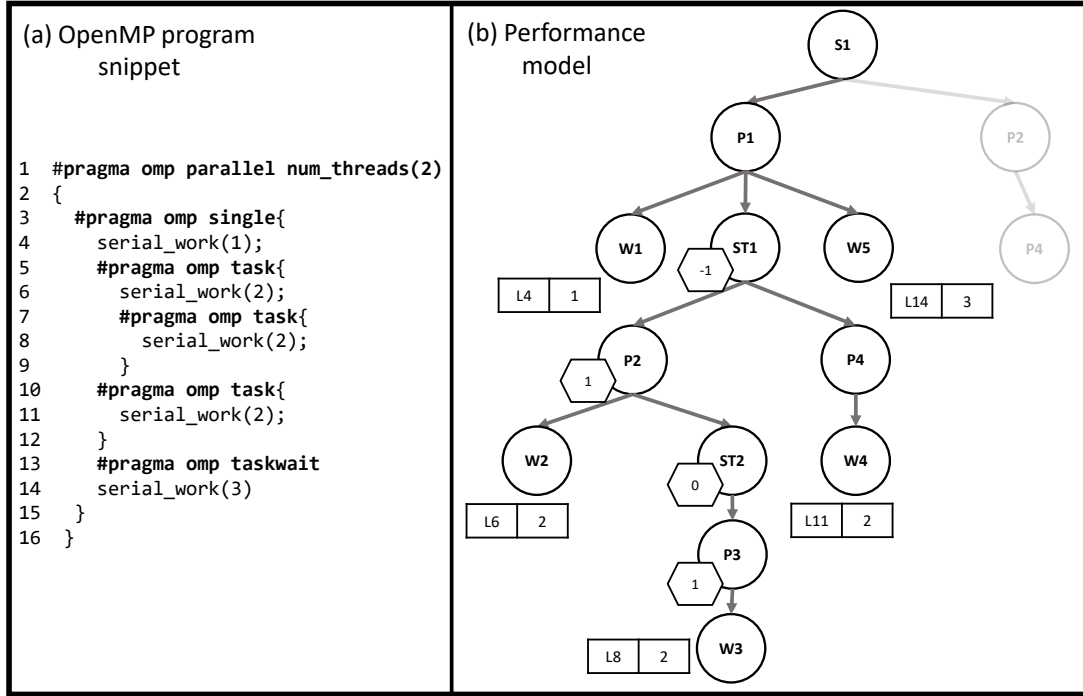 (a) OpenMP program
snippet
1 #pragma omp parallel num_threads(2)
2 {
3 #pragma omp single{
4 serial_work(1);
5 #pragma omp task{
6 serial_work(2);
7 #pragma omp task{
8 serial_work(2);
9 }
10 #pragma omp task{
11 serial_work(2);
12 }
13 #pragma omp taskwait
14 serial_work(3)
15 }
16 }
(b) Performance
model
S1
P1
P2
W1
ST1
W5
P4
-1
L4 1
L14 3
P2
P4
1
W2
ST2
W4
0
L6 2
L11 2
P3
1
W3
L8 2